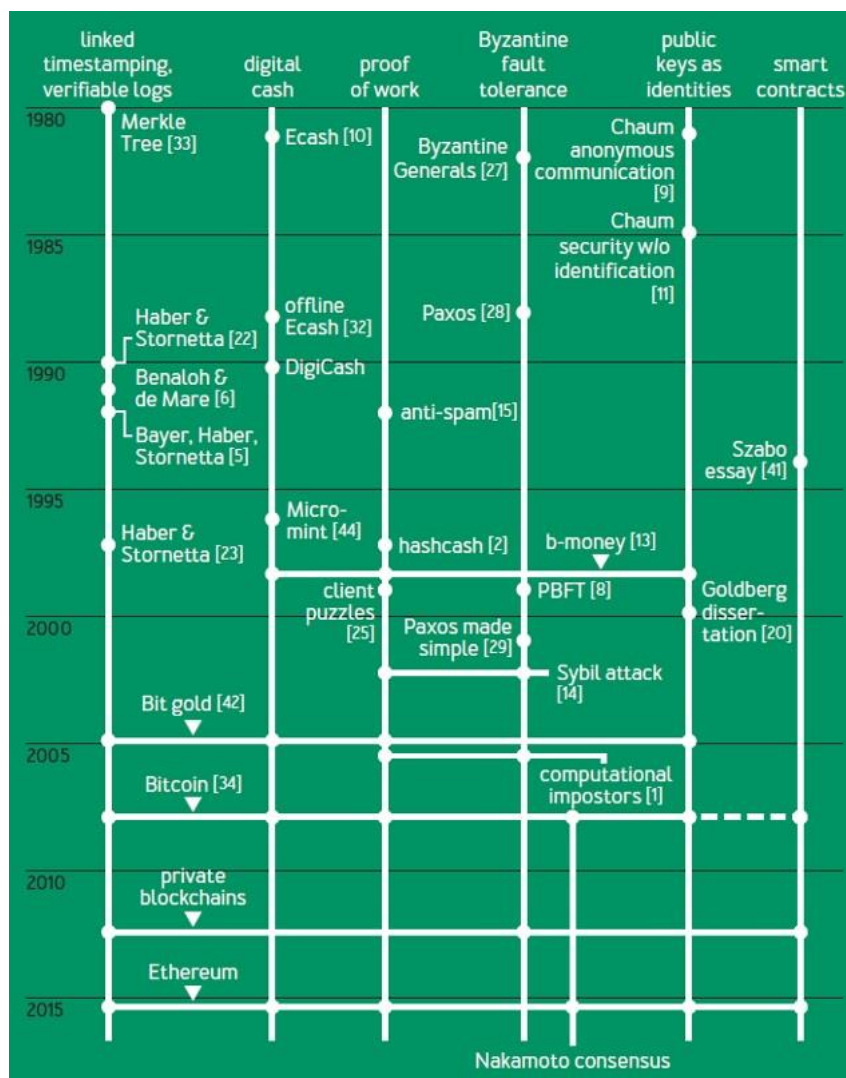 linked
timestamping,
verifiable logs
digital
cash
proof
of work
Byzantine
fault
tolerance
public
keys as
identities
smart
contracts
1980
Merkle
Tree [33]
Ecash [10]
Byzantine
Generals [27]
Chaum
anonymous
communication
[9]
1985
Chaum
security w/o
identification
[11]
Haber &
Stornetta [22]
offline
Ecash [32]
Paxos [28]
1990
DigiCash
Benaloh &
de Mare [6]
anti-spam[15]
Bayer, Haber,
Stornetta [5]
Szabo
essay [41]
1995
Micro-
mint [44]
Haber &
Stornetta [23]
hashcash [2]
b-money [13]
client
puzzles
[25]
PBFT [8]
Goldberg
disser-
tation [20]
2000
Paxos made
simple [29]
Sybil attack
[14]
Bit gold [42]
2005
computational
impostors [1]
Bitcoin [34]
2010
private
blockchains
Ethereum
2015
Nakamoto consensus